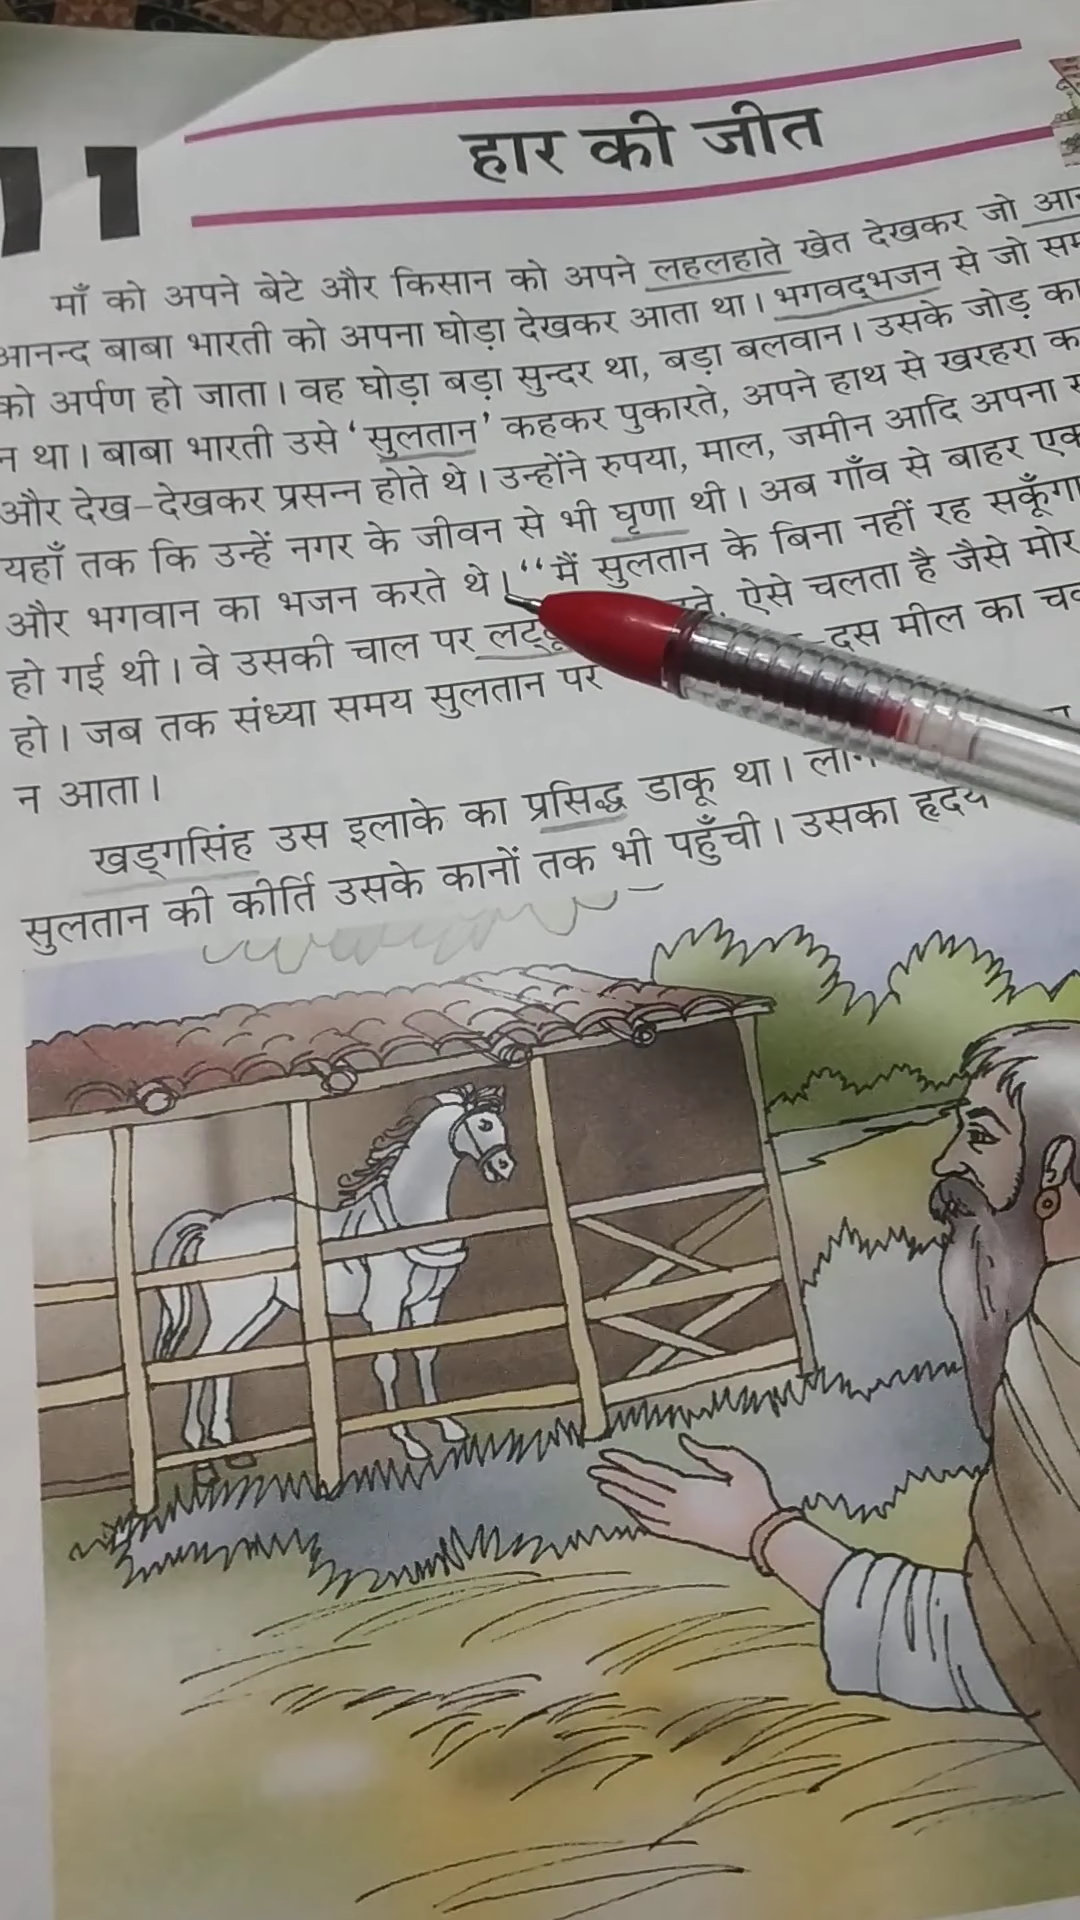 11
हार की जीत
माँ को अपने बेटे और किसान को अपने लहलहाते खेत देखकर जो
आनन्द बाबा भारती को अपना घोड़ा देखकर आता था। भगवद्भजन से जो
को अर्पण हो जाता। वह घोड़ा बड़ा सुन्दर था, बड़ा बलवान। उसके जोड़ का
न था। बाबा भारती उसे ‘सुलतान’ कहकर पुकारते, अपने हाथ से खरहरा
और देख-देखकर प्रसन्न होते थे। उन्होंने रुपया, माल, जमीन आदि अपना
यहाँ तक कि उन्हें नगर के जीवन से भी घृणा थी। अब गाँव से बाहर
और भगवान का भजन करते थे। “मैं सुलतान के बिना नहीं रह सकूँगा
हो गई थी। वे उसकी चाल पर ऐसे चलता है जैसे मोर
हो। जब तक संध्या समय सुलतान पर दस मील का
न आता।
खड्गसिंह उस इलाके का प्रसिद्ध डाकू था।
सुलतान की कीर्ति उसके कानों तक भी पहुँची। उसका हृदय